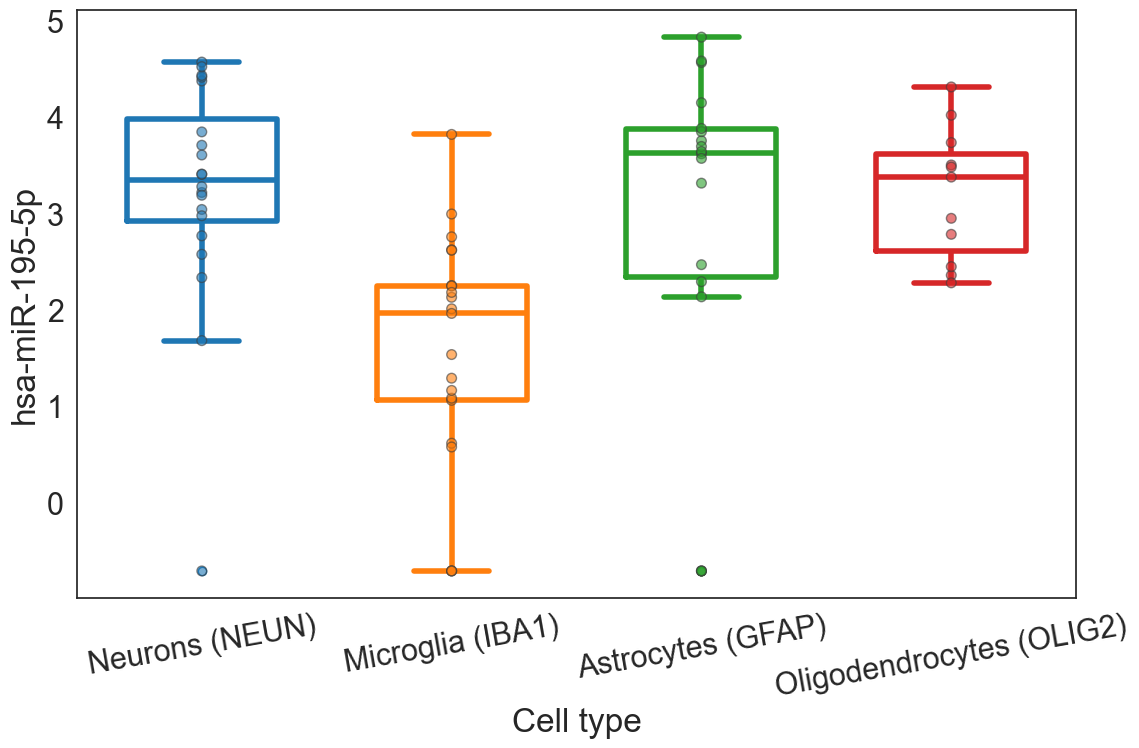 hsa-miR-195-5p
5
4
3
2
1
0
Neurons (NEUN)
Microglia (IBA1)
Astrocytes (GFAP)
Oligodendrocytes (OLIG2)
Cell type